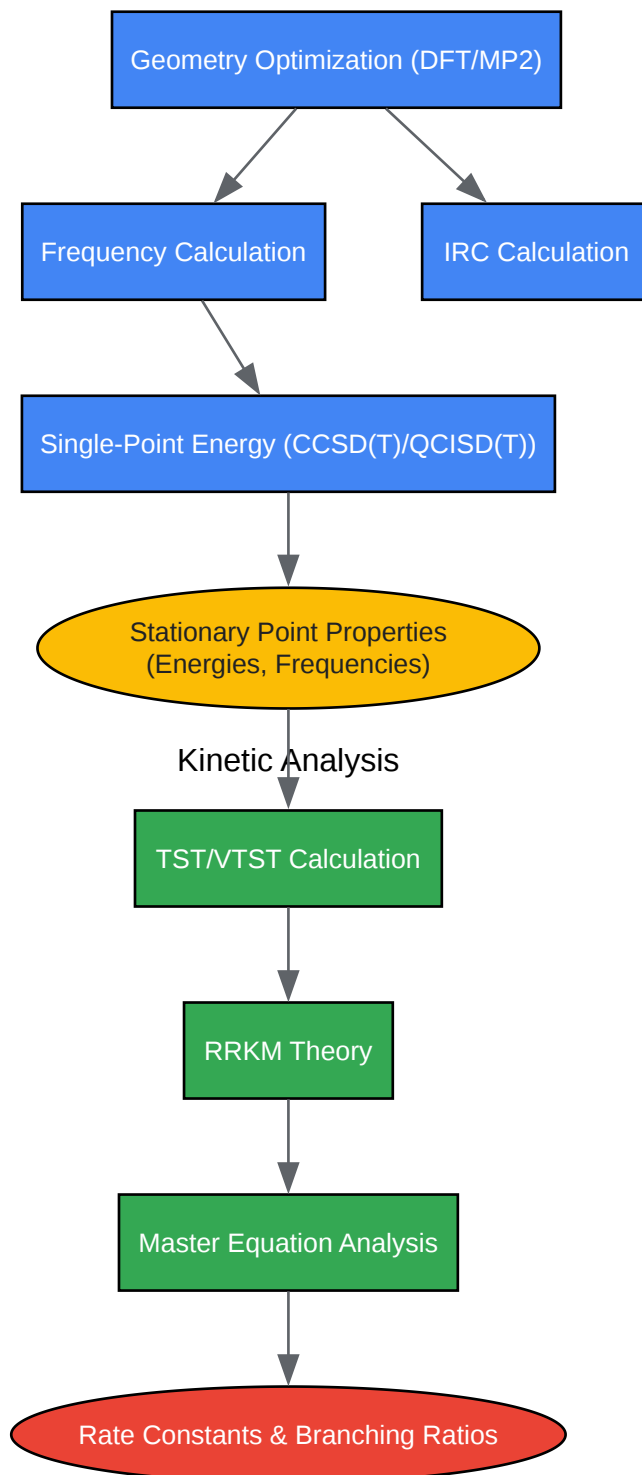 Geometry Optimization (DFT/MP2)
Frequency Calculation
IRC Calculation
Single-Point Energy (CCSD(T)/QCISD(T))
Stationary Point Properties
(Energies, Frequencies)
Kinetic Analysis
TST/VTST Calculation
RRKM Theory
Master Equation Analysis
Rate Constants & Branching Ratios